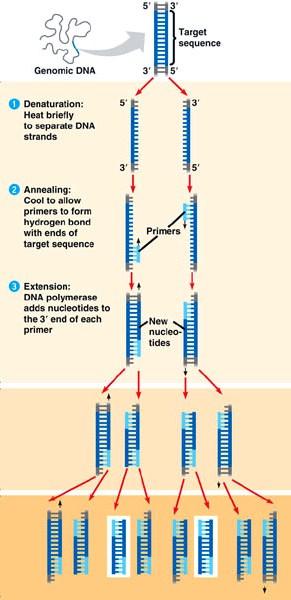 5′ 3′
Target
sequence
Genomic DNA
3′ 5′
1 Denaturation:
Heat briefly
to separate DNA
strands
5′ 3′
3′ 5′
2 Annealing:
Cool to allow
primers to form
hydrogen bond
with ends of
target sequence
Primers
3 Extension:
DNA polymerase
adds nucleotides to
the 3′ end of each
primer
New
nucleo-
tides